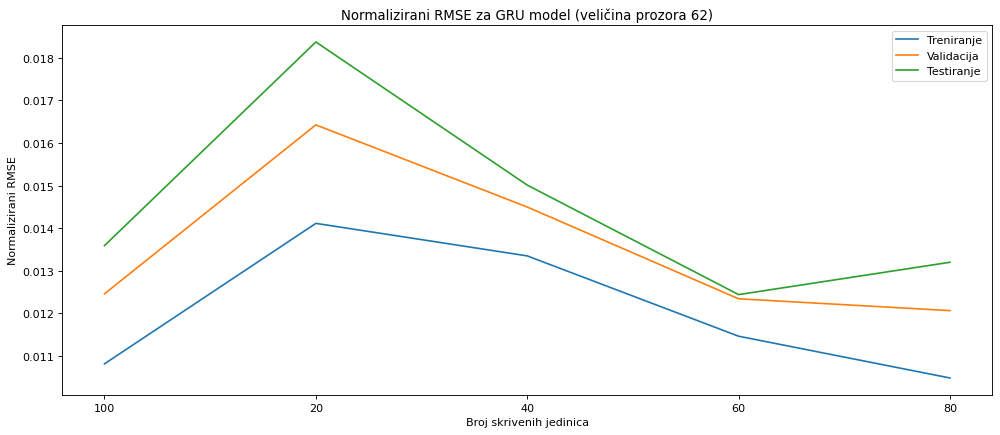 Normalizirani RMSE za GRU model (veličina prozora 62)
Treniranje
Validacija
Testiranje
Normalizirani RMSE
0.018
0.017
0.016
0.015
0.014
0.013
0.012
0.011
100 20 40 60 80
Broj skrivenih jedinica